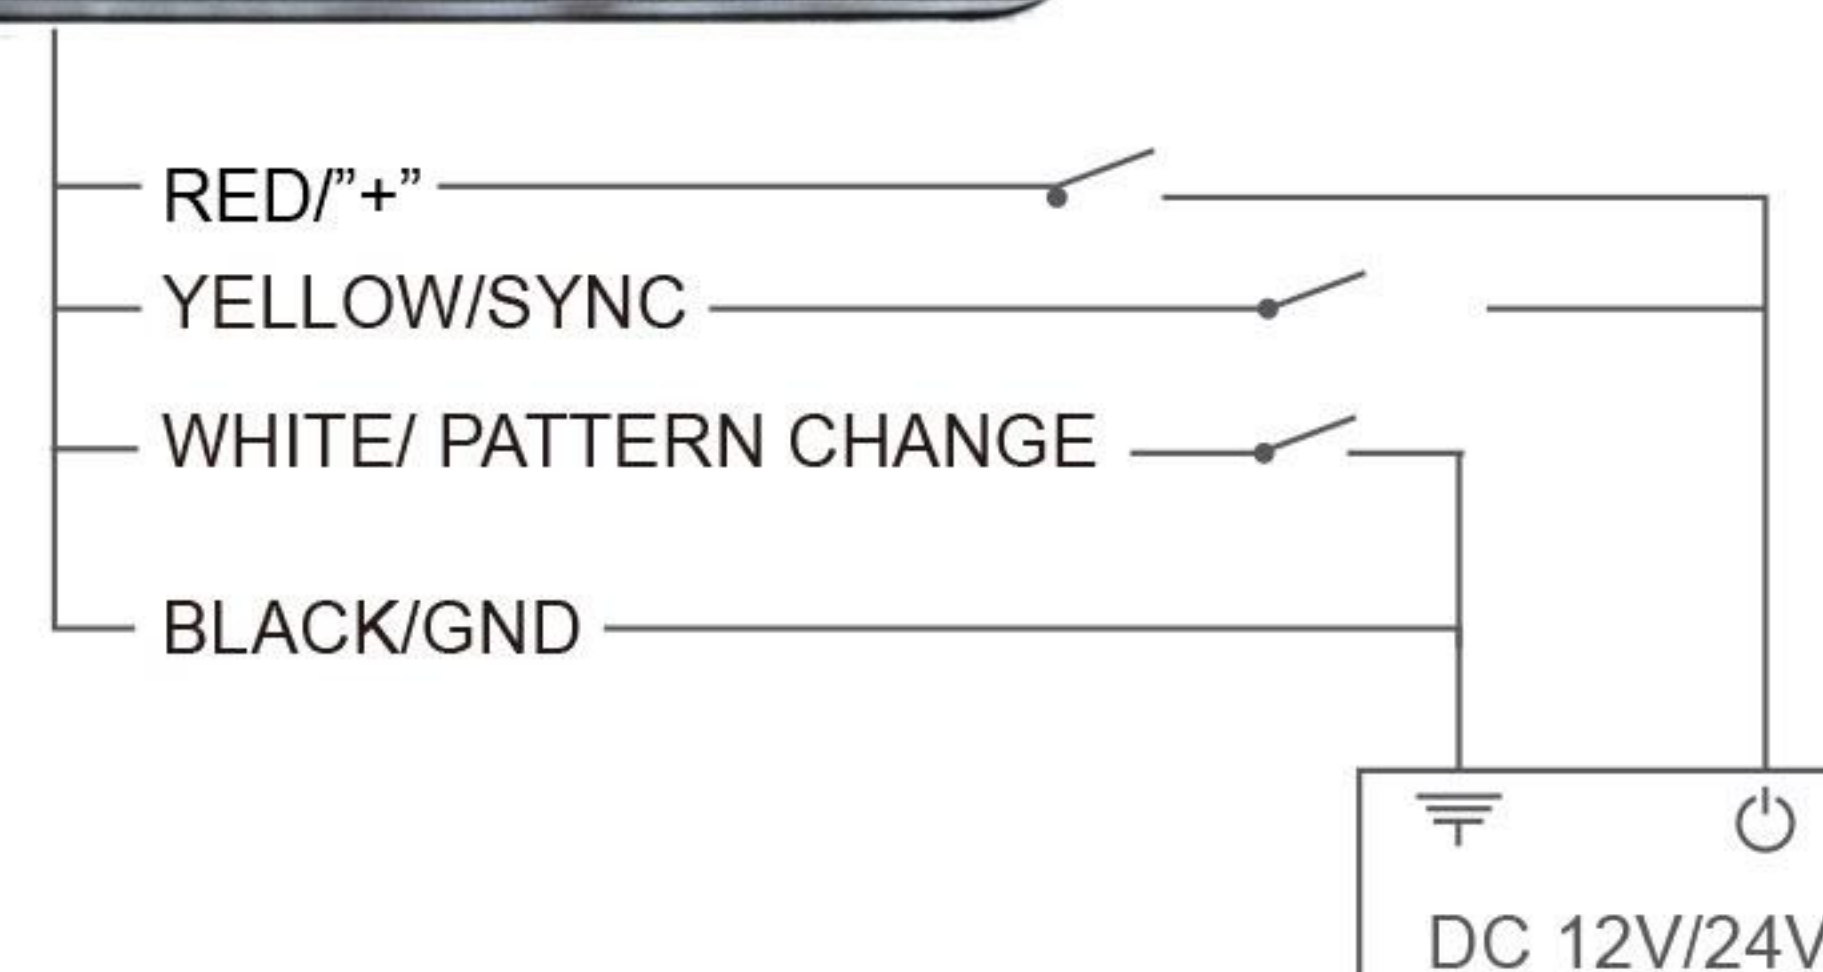 RED/”+”
YELLOW/SYNC
WHITE/ PATTERN CHANGE
BLACK/GND
DC 12V/24V